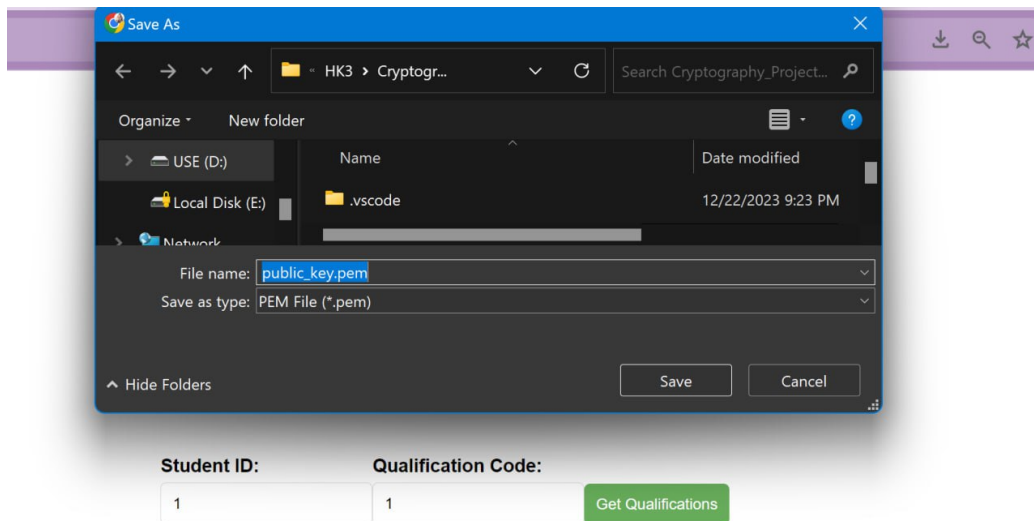 Save As
HK3 › Cryptogr...
Search Cryptography_Project...
Organize
New folder
Name
Date modified
USE (D:)
.vscode
12/22/2023 9:23 PM
Local Disk (E:)
Network
File name: public_key.pem
Save as type: PEM File (*.pem)
Hide Folders
Save
Cancel
Student ID:
Qualification Code:
1
1
Get Qualifications